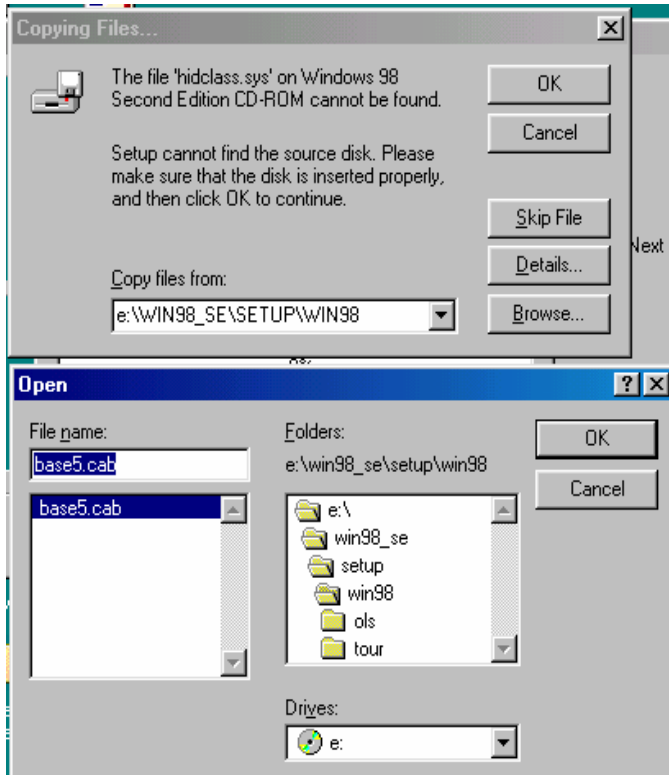 Copying Files...
The file 'hidclass.sys' on Windows 98
Second Edition CD-ROM cannot be found.
Setup cannot find the source disk. Please
make sure that the disk is inserted properly,
and then click OK to continue.
Copy files from:
e:\WIN98_SE\SETUP\WIN98
OK
Cancel
Skip File
Details...
Browse...
Next
Open
File name:
base5.cab
base5.cab
Folders:
e:\win98_se\setup\win98
e:\
win98_se
setup
win98
ols
tour
Drives:
e:
OK
Cancel